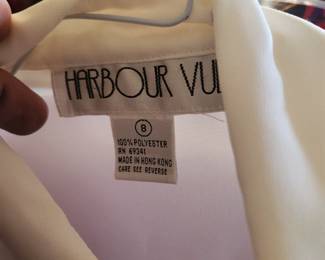 HARBOUR VU
8
100% POLYESTER
RN 69341
MADE IN HONG KONG
CARE SEE REVERSE